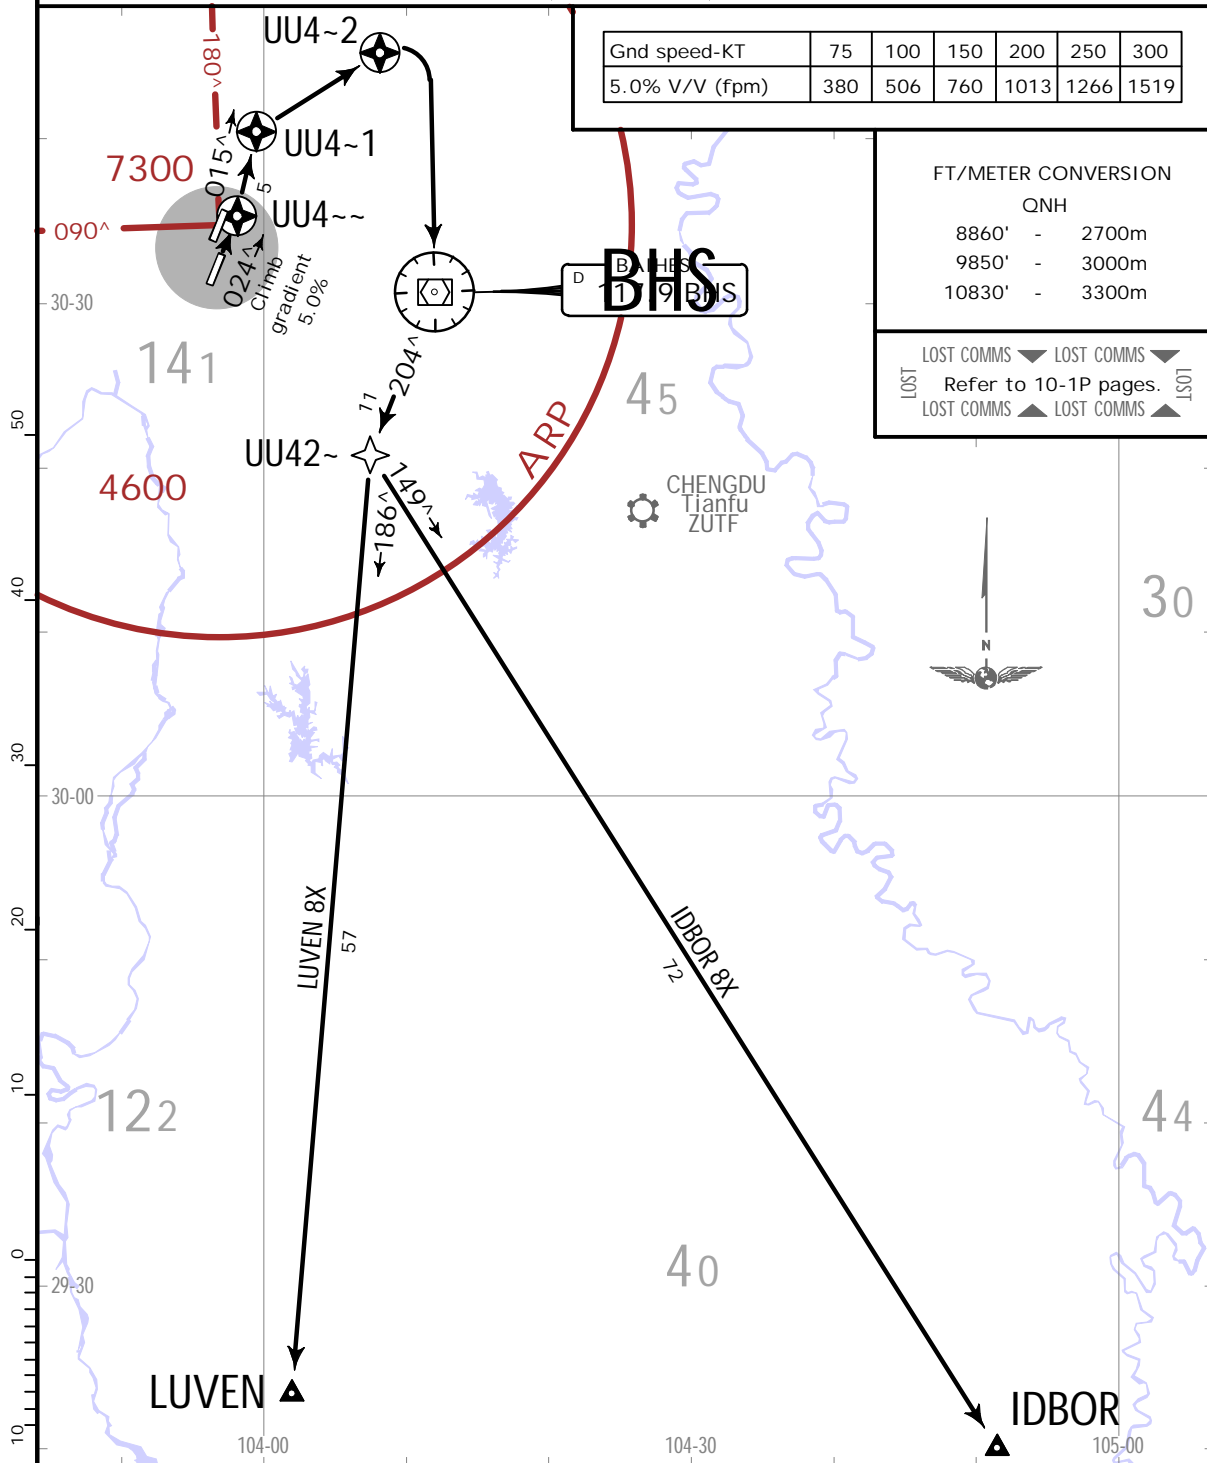 UU4~2
Gnd speed-KT 75 100 150 200 250 300
5.0% V/V (fpm) 380 506 760 1013 1266 1519
180^
UU4~1
015^
5
7300
FT/METER CONVERSION
QNH
8860' - 2700m
9850' - 3000m
10830' - 3300m
UU4~~
090^
024^
Climb
gradient
5.0%
BHS
D BAIHES
117.9 BHS
30-30
141
204^
11
45
LOST COMMS LOST COMMS
LOST Refer to 10-1P pages. LOST
LOST COMMS LOST COMMS
50
ARP
UU42~
149^
186^
4600
CHENGDU
Tianfu
ZUTF
40
30
N
30
30-00
20
LUVEN 8X
57
IDBOR 8X
72
10
122
44
0
29-30
40
LUVEN
IDBOR
10
104-00
104-30
105-00